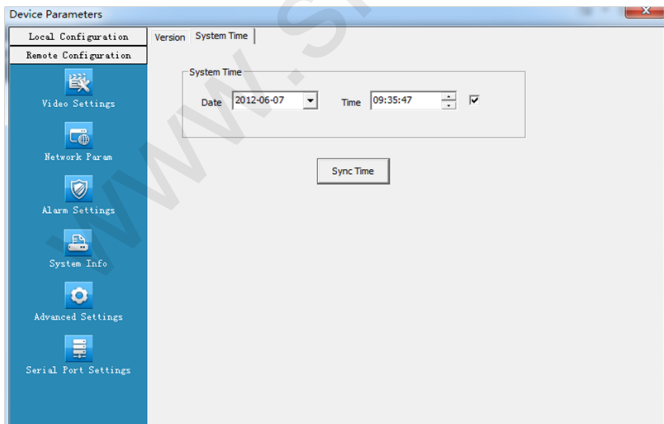 Device Parameters
Local Configuration
Remote Configuration
Video Settings
Network Param
Alarm Settings
System Info
Advanced Settings
Serial Port Settings
Version System Time
System Time
Date 2012-06-07 Time 09:35:47
Sync Time
www.s